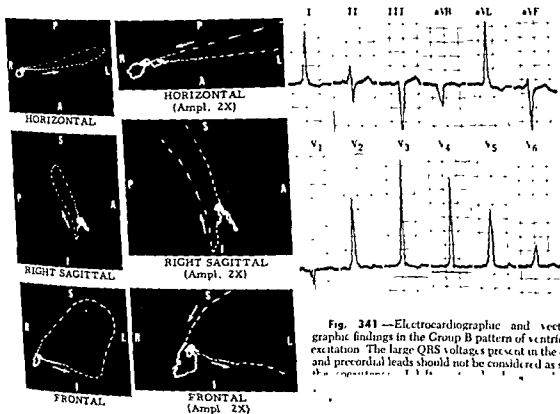 P
R L
A
HORIZONTAL
P
R L
A
HORIZONTAL
(Ampl. 2X)
S
P A
I
RIGHT SAGITTAL
S
P A
I
RIGHT SAGITTAL
(Ampl. 2X)
S
R L
I
FRONTAL
S
R L
I
FRONTAL
(Ampl 2X)
I II III aVR aVL aVF
V1 V2 V3 V4 V5 V6
Fig. 341—Electrocardiographic and vect
graphic findings in the Group B pattern of ventric
excitation The large QRS voltages present in the
and precordial leads should not be considered as s